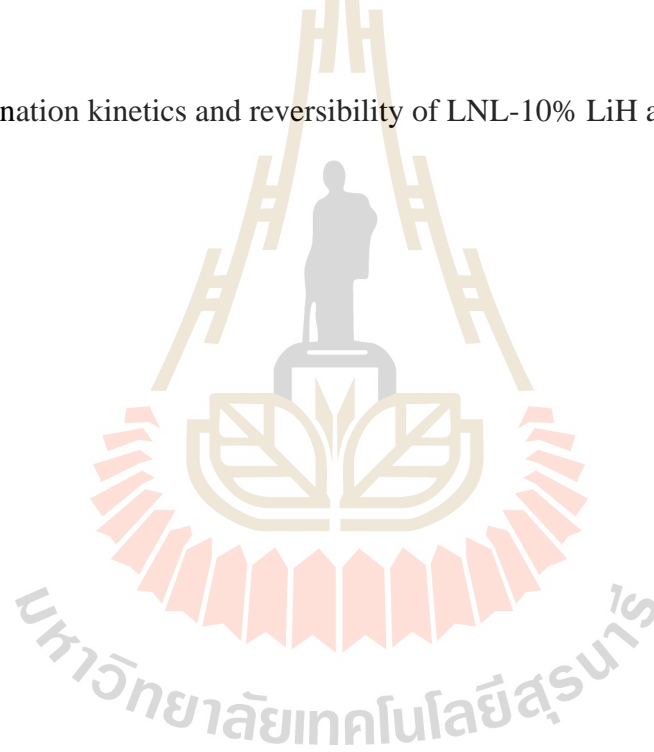 nation kinetics and reversibility of LNL-10% LiH a
มหาวิทยาลัยเทคโนโลยีสุรนารี